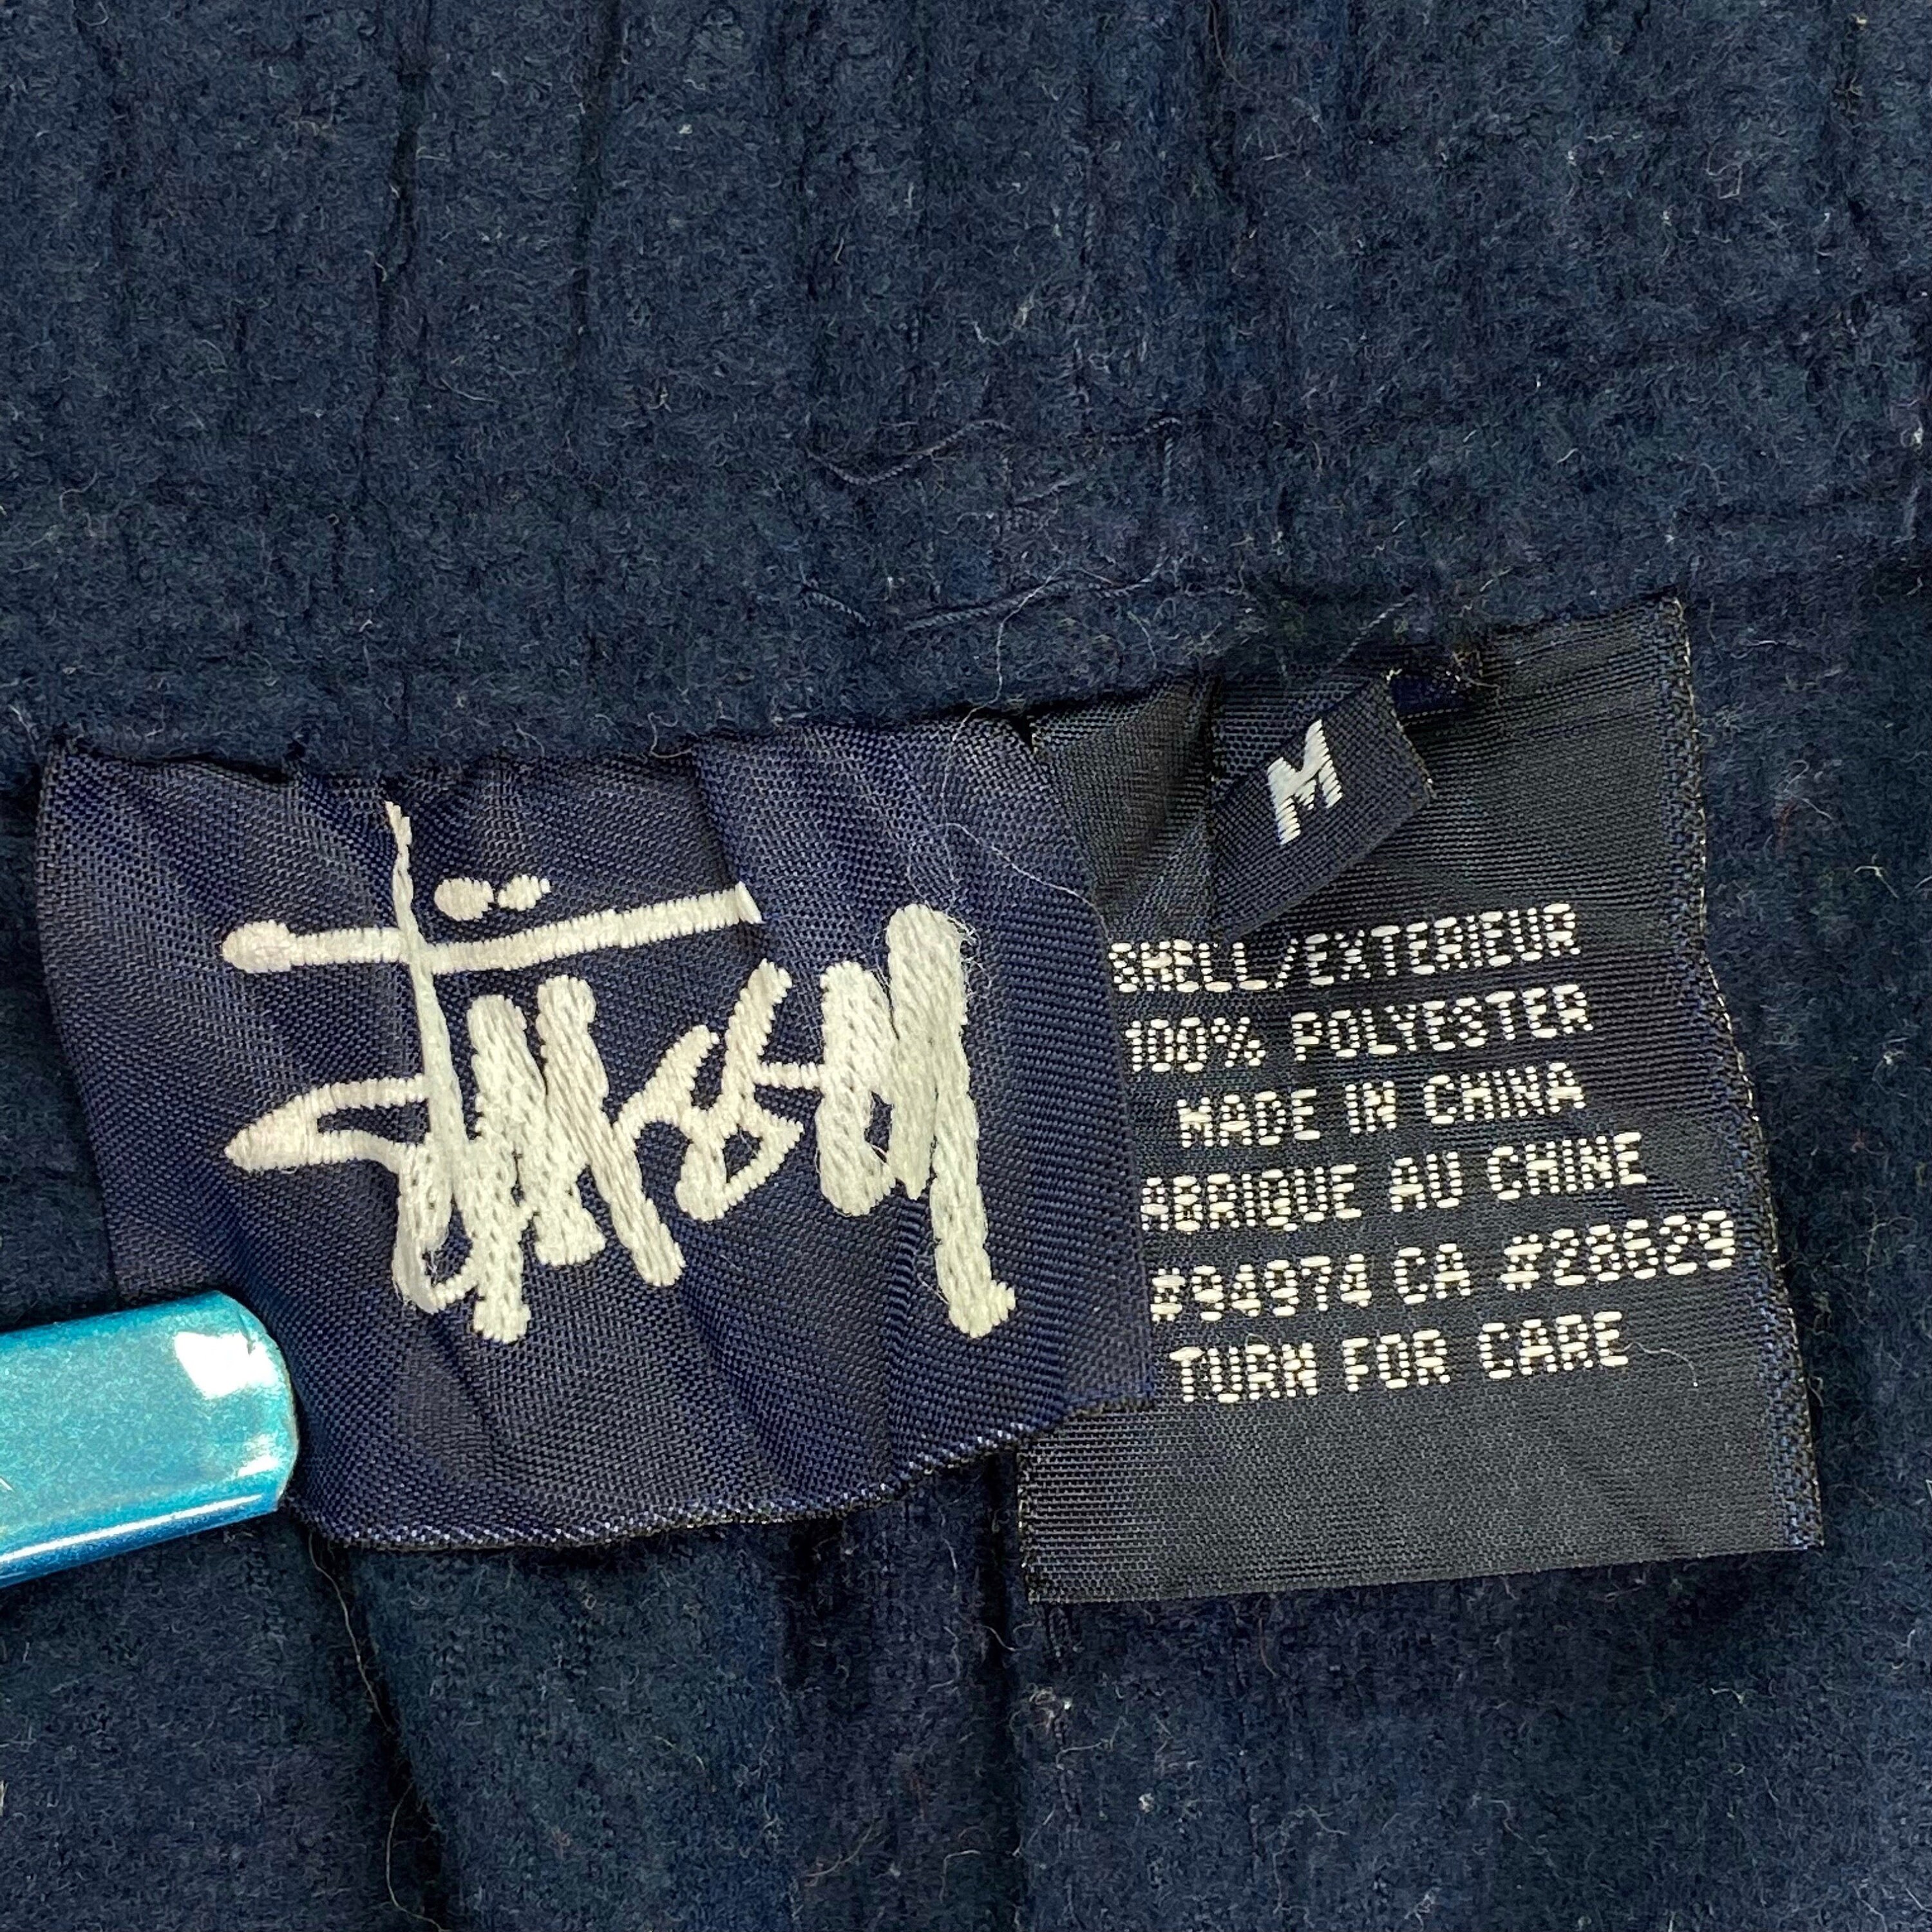 Stüssy
M
SHELL/EXTERIEUR
100% POLYESTER
MADE IN CHINA
ABRIQUE AU CHINE
#94974 CA #28629
TURN FOR CARE